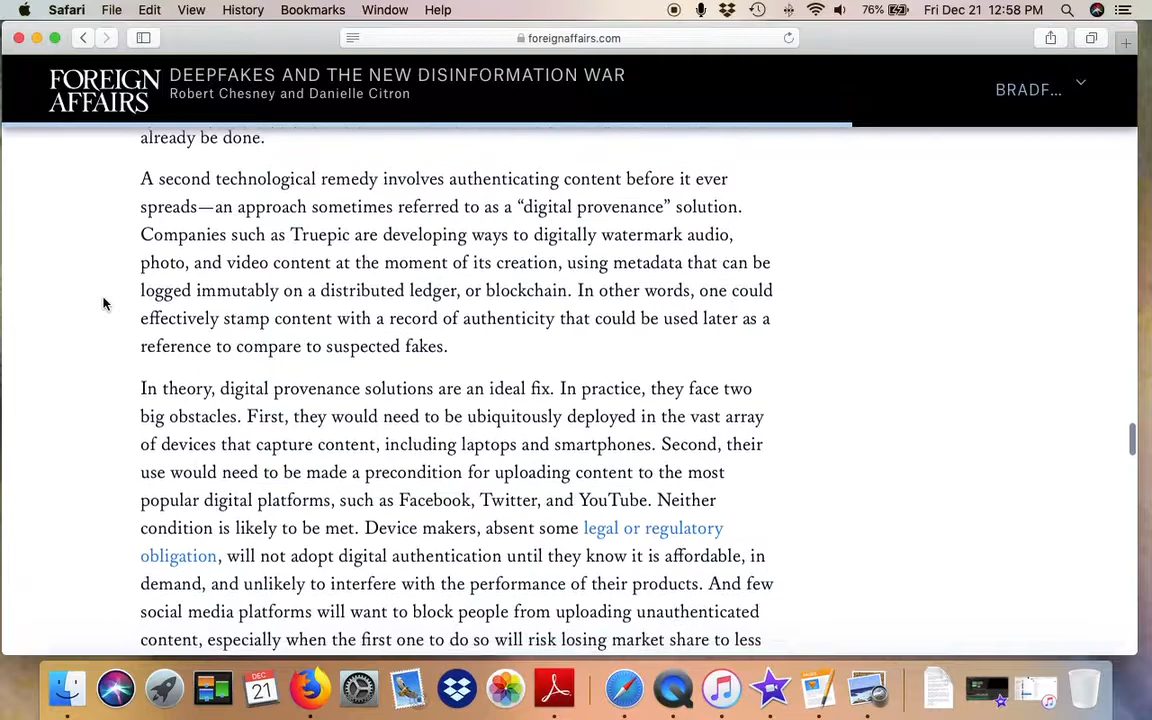 Safari File Edit View History Bookmarks Window Help 76% Fri Dec 21 12:58 PM
foreignaffairs.com
FOREIGN AFFAIRS
DEEPFAKES AND THE NEW DISINFORMATION WAR
Robert Chesney and Danielle Citron
BRADF...
already be done.
A second technological remedy involves authenticating content before it ever
spreads—an approach sometimes referred to as a “digital provenance” solution.
Companies such as Truepic are developing ways to digitally watermark audio,
photo, and video content at the moment of its creation, using metadata that can be
logged immutably on a distributed ledger, or blockchain. In other words, one could
effectively stamp content with a record of authenticity that could be used later as a
reference to compare to suspected fakes.
In theory, digital provenance solutions are an ideal fix. In practice, they face two
big obstacles. First, they would need to be ubiquitously deployed in the vast array
of devices that capture content, including laptops and smartphones. Second, their
use would need to be made a precondition for uploading content to the most
popular digital platforms, such as Facebook, Twitter, and YouTube. Neither
condition is likely to be met. Device makers, absent some legal or regulatory
obligation, will not adopt digital authentication until they know it is affordable, in
demand, and unlikely to interfere with the performance of their products. And few
social media platforms will want to block people from uploading unauthenticated
content, especially when the first one to do so will risk losing market share to less
DEC
21